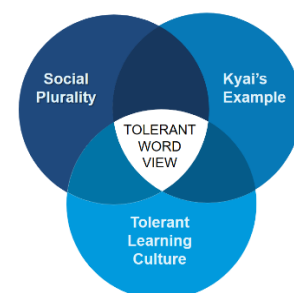 Social
Plurality
Kyai's
Example
TOLERANT
WORD
VIEW
Tolerant
Learning
Culture